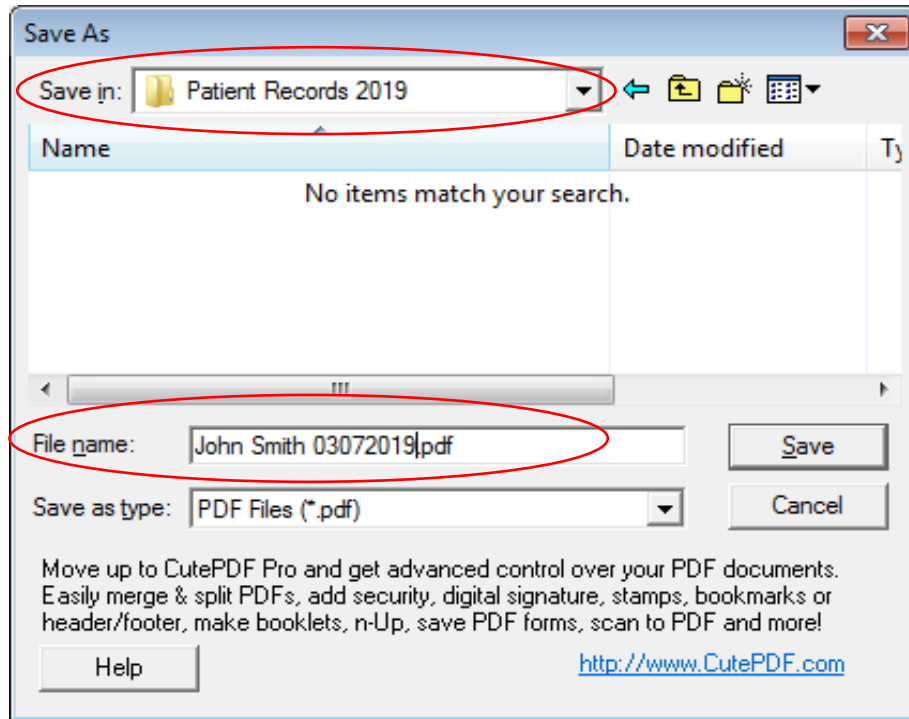 Save As
Save in: Patient Records 2019
Name Date modified Ty
No items match your search.
File name: John Smith 03072019.pdf Save
Save as type: PDF Files (*.pdf) Cancel
Move up to CutePDF Pro and get advanced control over your PDF documents.
Easily merge & split PDFs, add security, digital signature, stamps, bookmarks or
header/footer, make booklets, n-Up, save PDF forms, scan to PDF and more!
Help http://www.CutePDF.com